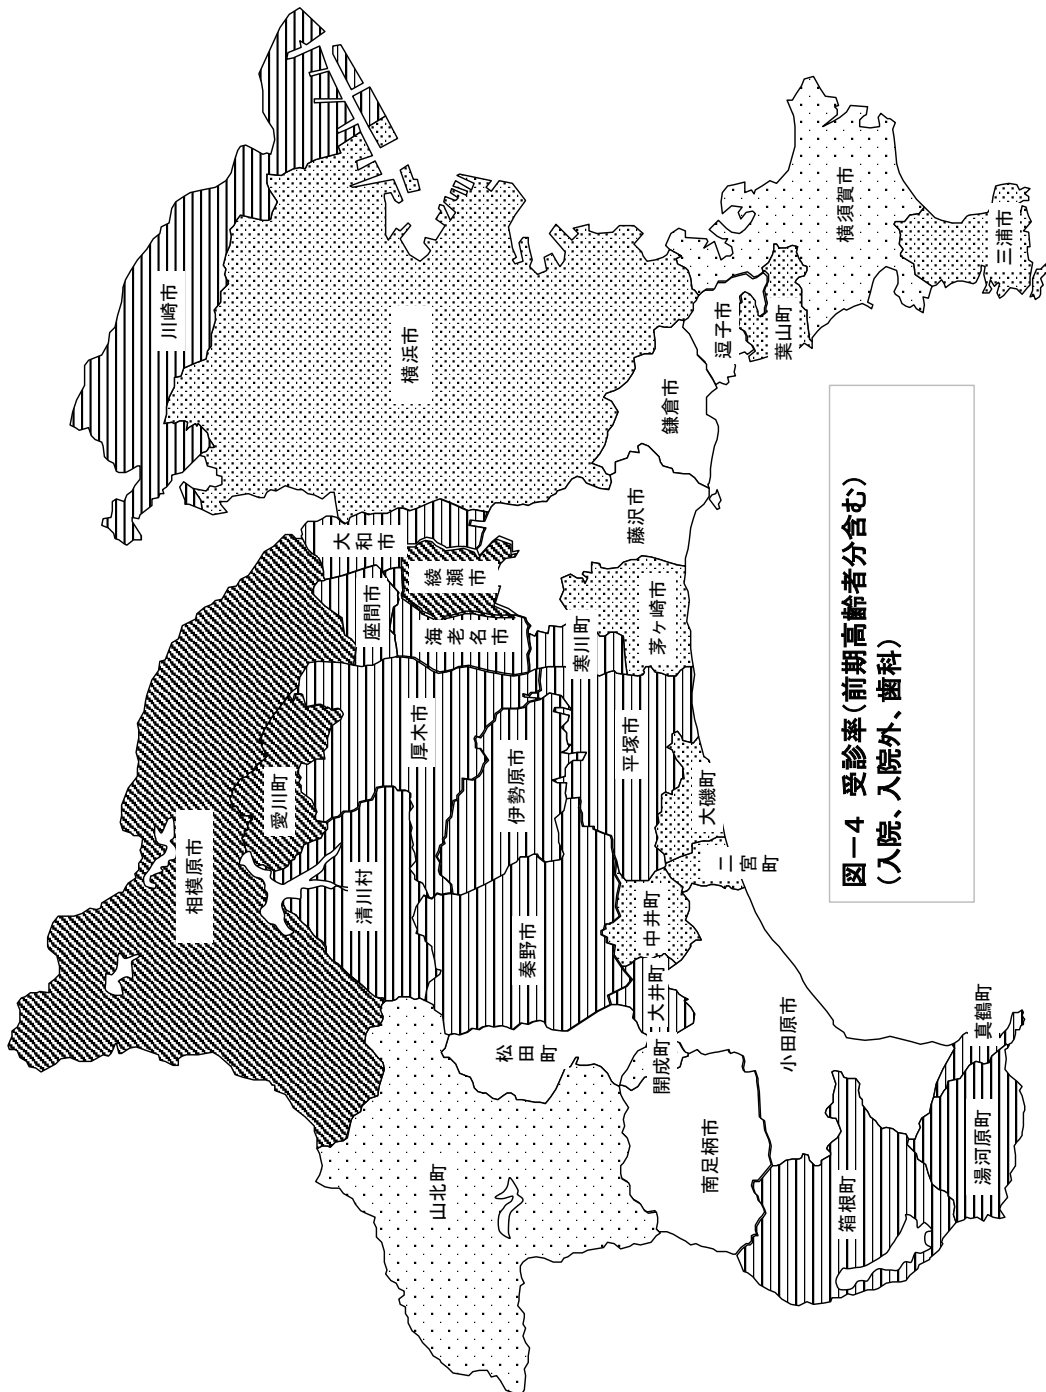 川崎市
横浜市
相模原市
愛川町
清川村
厚木市
座間市
大和市
綾瀬市
海老名市
伊勢原市
秦野市
寒川町
茅ヶ崎市
藤沢市
鎌倉市
逗子市
葉山町
横須賀市
三浦市
平塚市
大磯町
二宮町
中井町
大井町
松田町
開成町
山北町
南足柄市
小田原市
箱根町
湯河原町
真鶴町
図-4 受診率(前期高齢者分含む)
(入院、入院外、歯科)